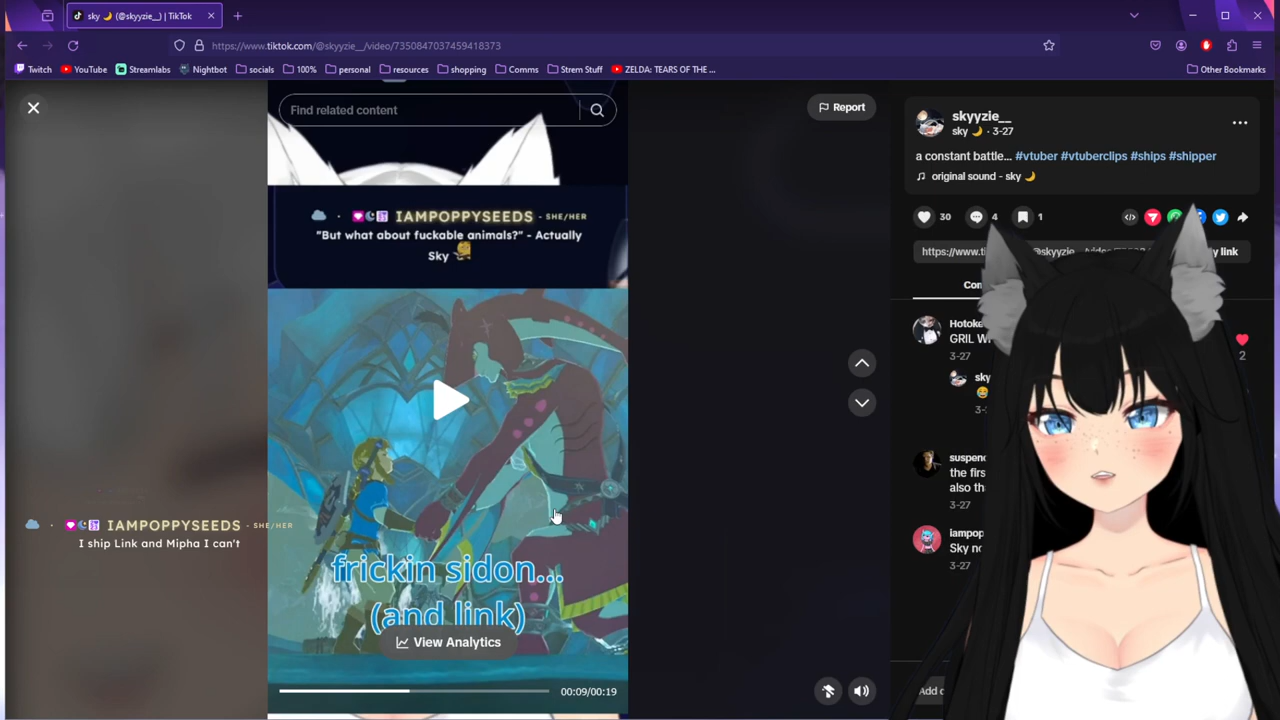 sky 🌙 (@skyyzie__) | TikTok
https://www.tiktok.com/@skyyzie__/video/7350847037459418373
Twitch
YouTube
Streamlabs
Nightbot
socials
100%
personal
resources
shopping
Comms
Strem Stuff
ZELDA: TEARS OF THE ...
Other Bookmarks
Find related content
Report
IAMPOPPYSEEDS - SHE/HER
"But what about fuckable animals?" - Actually
Sky
frickin sidon...
(and link)
View Analytics
00:09/00:19
IAMPOPPYSEEDS - SHE/HER
I ship Link and Mipha I can't
skyyzie__
sky 🌙 · 3-27
a constant battle... #vtuber #vtuberclips #ships #shipper
original sound - sky 🌙
30
4
1
https://www.t
link
Hotoke
GRIL
3-27
2
sky
suspen
the firs
also th
3-27
iampop
Sky
3-27